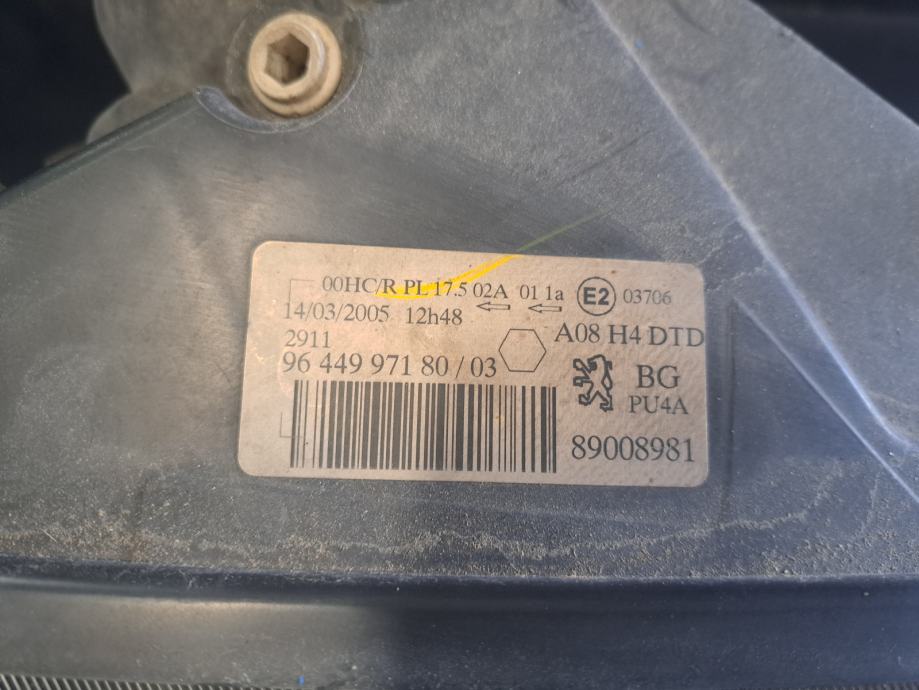 00HC/R PL 17.5 02A 01 1a E2 03706
14/03/2005 12h48
2911
A08 H4 DTD
96 449 971 80 / 03
BG
PU4A
89008981